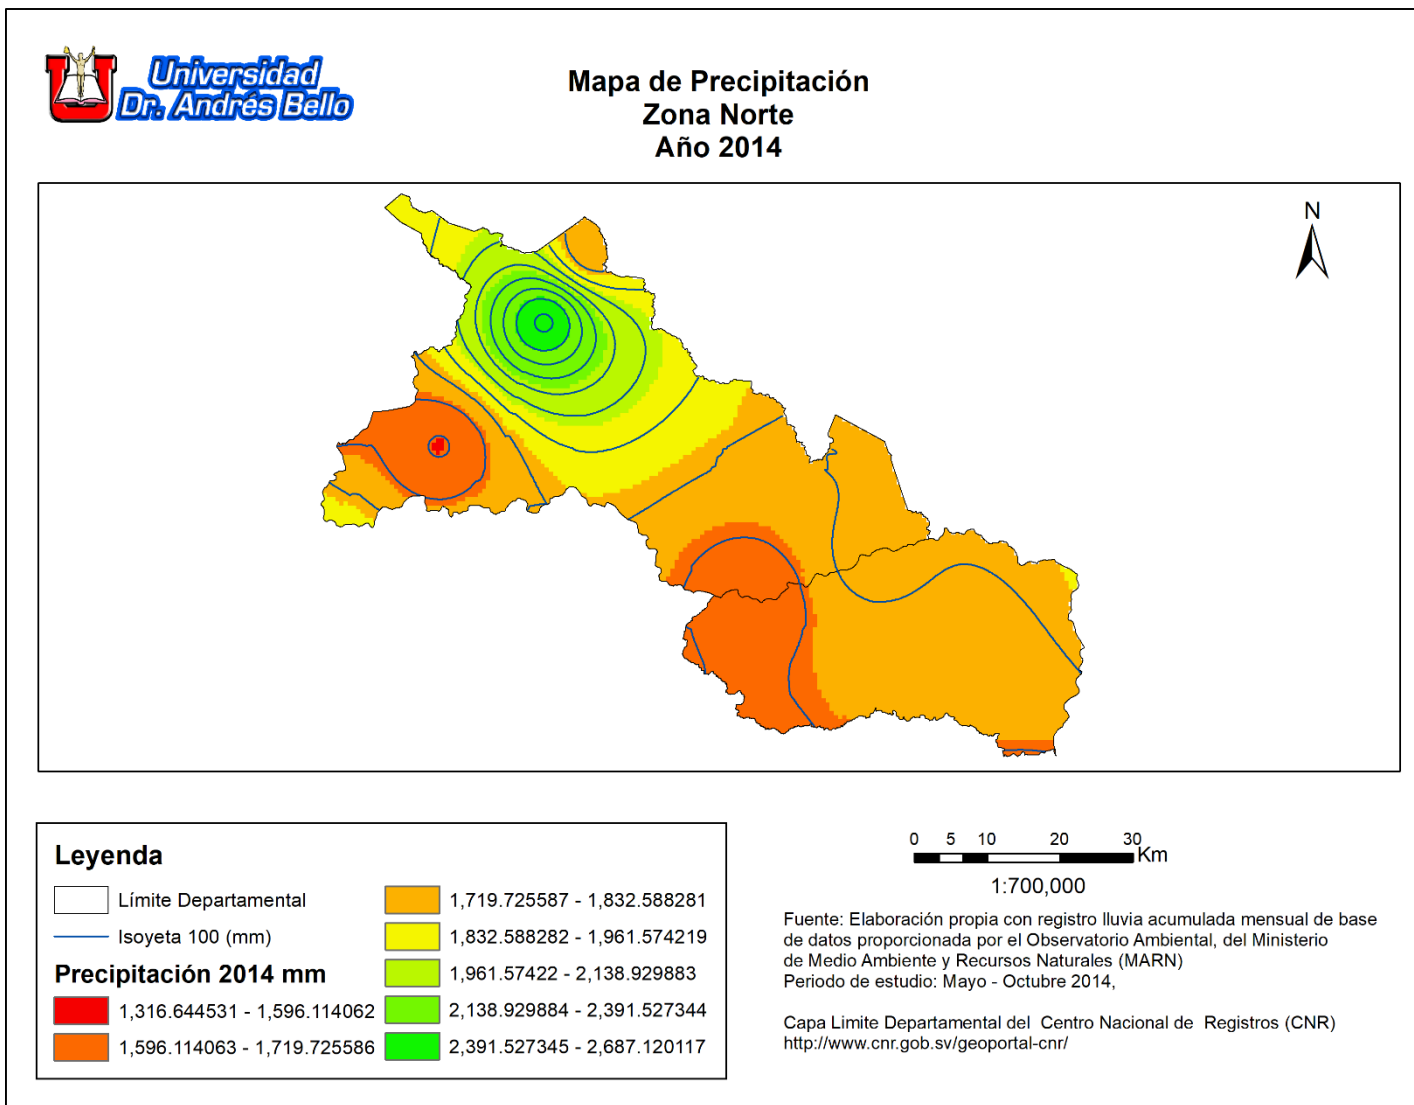 Universidad
Dr. Andrés Bello
Mapa de Precipitación
Zona Norte
Año 2014
N
Leyenda
Límite Departamental
Isoyeta 100 (mm)
Precipitación 2014 mm
1,316.644531 - 1,596.114062
1,596.114063 - 1,719.725586
1,719.725587 - 1,832.588281
1,832.588282 - 1,961.574219
1,961.57422 - 2,138.929883
2,138.929884 - 2,391.527344
2,391.527345 - 2,687.120117
0 5 10 20 30
Km
1:700,000
Fuente: Elaboración propia con registro lluvia acumulada mensual de base
de datos proporcionada por el Observatorio Ambiental, del Ministerio
de Medio Ambiente y Recursos Naturales (MARN)
Periodo de estudio: Mayo - Octubre 2014,
Capa Limite Departamental del Centro Nacional de Registros (CNR)
http://www.cnr.gob.sv/geoportal-cnr/